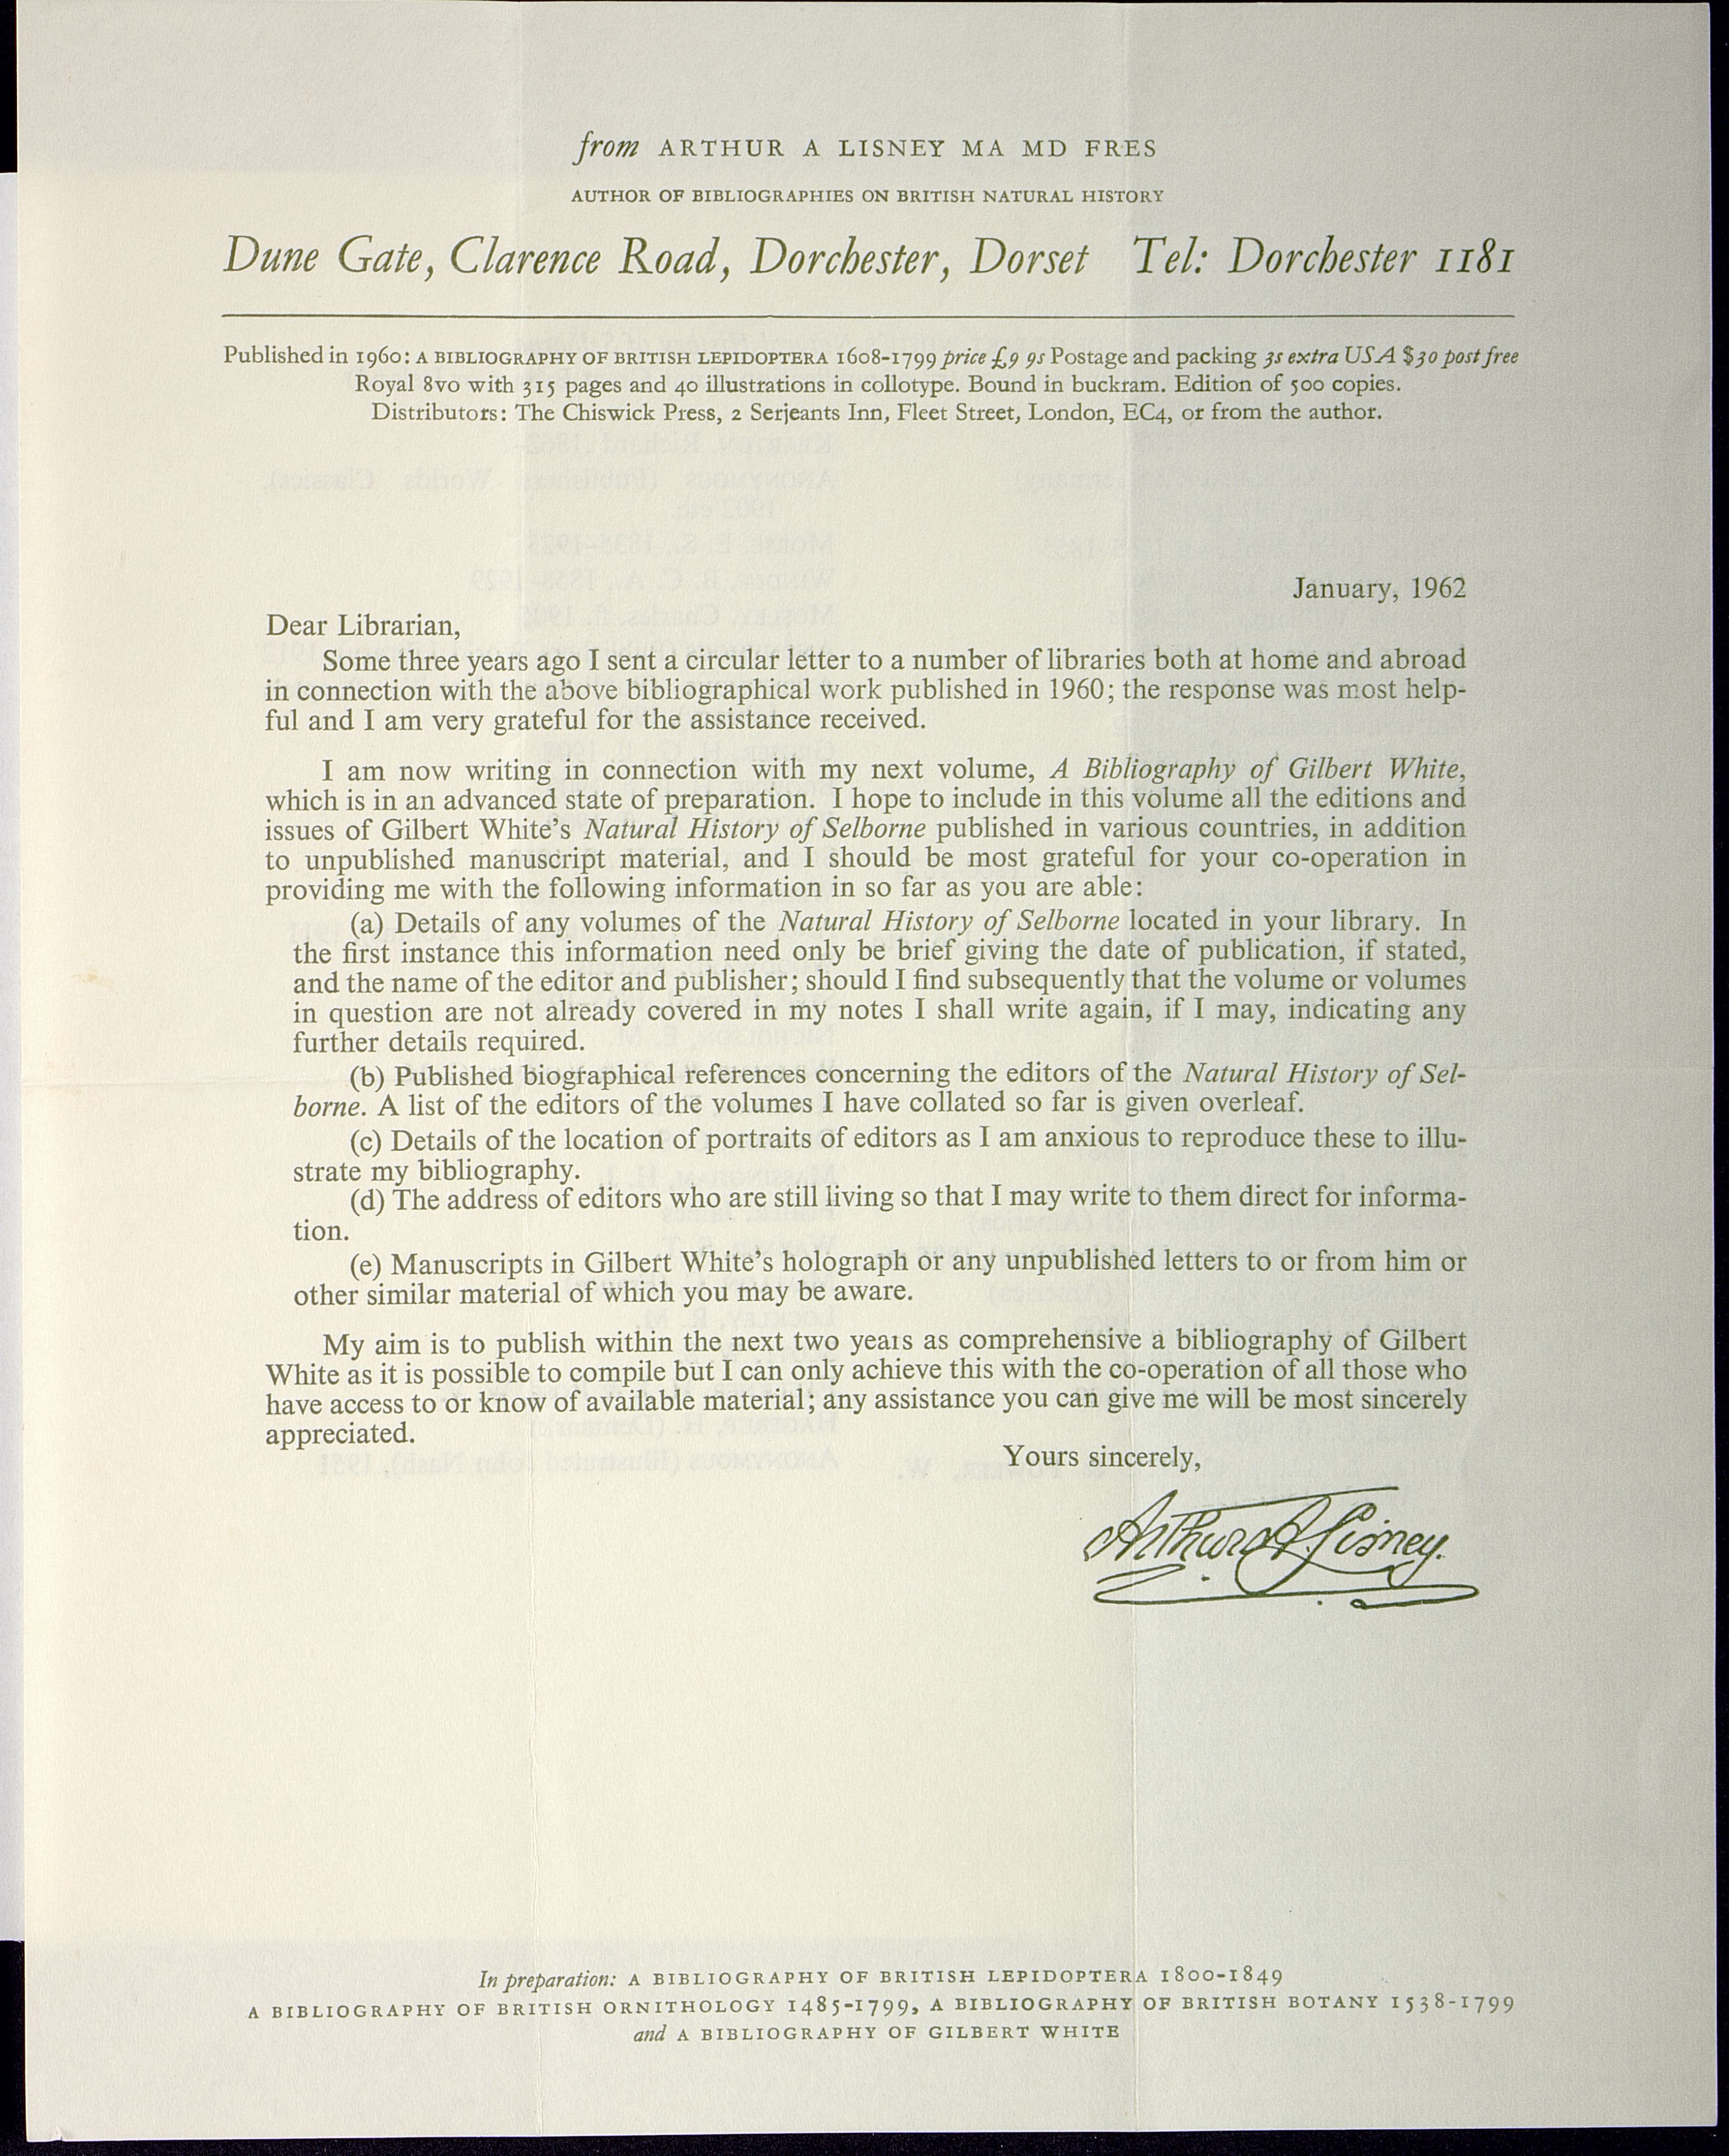 from ARTHUR A LISNEY MA MD FRES
AUTHOR OF BIBLIOGRAPHIES ON BRITISH NATURAL HISTORY
Dune Gate, Clarence Road, Dorchester, Dorset Tel: Dorchester 1181
Published in 1960: A BIBLIOGRAPHY OF BRITISH LEPIDOPTERA 1608-1799 price £9 9s Postage and packing 3s extra USA $30 post free
Royal 8vo with 315 pages and 40 illustrations in collotype. Bound in buckram. Edition of 500 copies.
Distributors: The Chiswick Press, 2 Serjeants Inn, Fleet Street, London, EC4, or from the author.
January, 1962
Dear Librarian,
Some three years ago I sent a circular letter to a number of libraries both at home and abroad
in connection with the above bibliographical work published in 1960; the response was most help-
ful and I am very grateful for the assistance received.
I am now writing in connection with my next volume, A Bibliography of Gilbert White,
which is in an advanced state of preparation. I hope to include in this volume all the editions and
issues of Gilbert White's Natural History of Selborne published in various countries, in addition
to unpublished manuscript material, and I should be most grateful for your co-operation in
providing me with the following information in so far as you are able:
(a) Details of any volumes of the Natural History of Selborne located in your library. In
the first instance this information need only be brief giving the date of publication, if stated,
and the name of the editor and publisher; should I find subsequently that the volume or volumes
in question are not already covered in my notes I shall write again, if I may, indicating any
further details required.
(b) Published biographical references concerning the editors of the Natural History of Sel-
borne. A list of the editors of the volumes I have collated so far is given overleaf.
(c) Details of the location of portraits of editors as I am anxious to reproduce these to illu-
strate my bibliography.
(d) The address of editors who are still living so that I may write to them direct for informa-
tion.
(e) Manuscripts in Gilbert White's holograph or any unpublished letters to or from him or
other similar material of which you may be aware.
My aim is to publish within the next two years as comprehensive a bibliography of Gilbert
White as it is possible to compile but I can only achieve this with the co-operation of all those who
have access to or know of available material; any assistance you can give me will be most sincerely
appreciated.
Yours sincerely,
Arthur A. Lisney.
In preparation: A BIBLIOGRAPHY OF BRITISH LEPIDOPTERA 1800-1849
A BIBLIOGRAPHY OF BRITISH ORNITHOLOGY 1485-1799, A BIBLIOGRAPHY OF BRITISH BOTANY 1538-1799
and A BIBLIOGRAPHY OF GILBERT WHITE